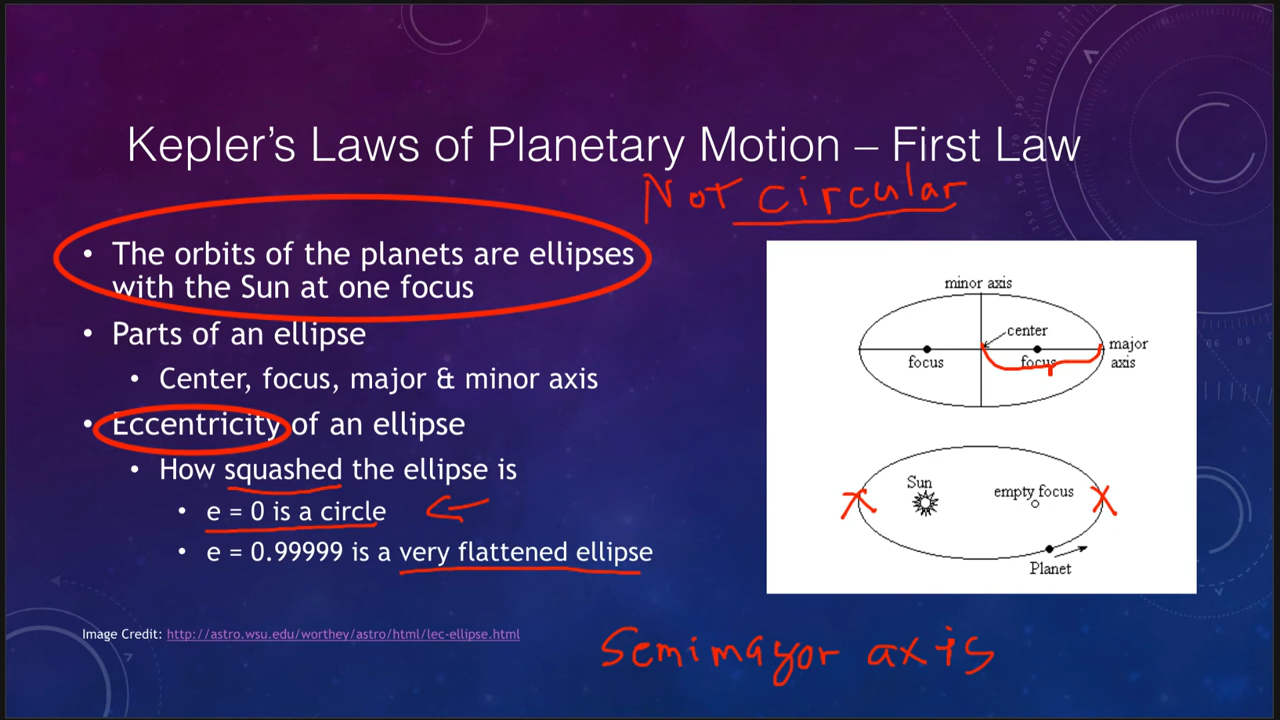 Kepler's Laws of Planetary Motion – First Law
Not circular
• The orbits of the planets are ellipses
with the Sun at one focus
• Parts of an ellipse
• Center, focus, major & minor axis
• Eccentricity of an ellipse
• How squashed the ellipse is
• e = 0 is a circle
• e = 0.99999 is a very flattened ellipse
Image Credit: http://astro.wsu.edu/worthey/astro/html/lec-ellipse.html
minor axis
center
major
axis
focus
focus
Sun
empty focus
X
X
Planet
Semimayor axis